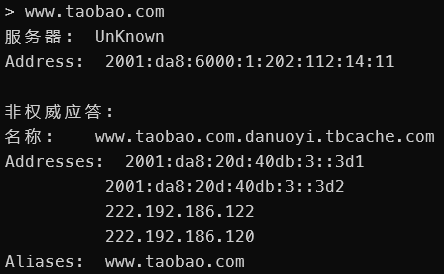 > www.taobao.com
服务器:  UnKnown
Address:  2001:da8:6000:1:202:112:14:11
非权威应答:
名称:    www.taobao.com.danuoyi.tbcache.com
Addresses:  2001:da8:20d:40db:3::3d1
2001:da8:20d:40db:3::3d2
222.192.186.122
222.192.186.120
Aliases:  www.taobao.com